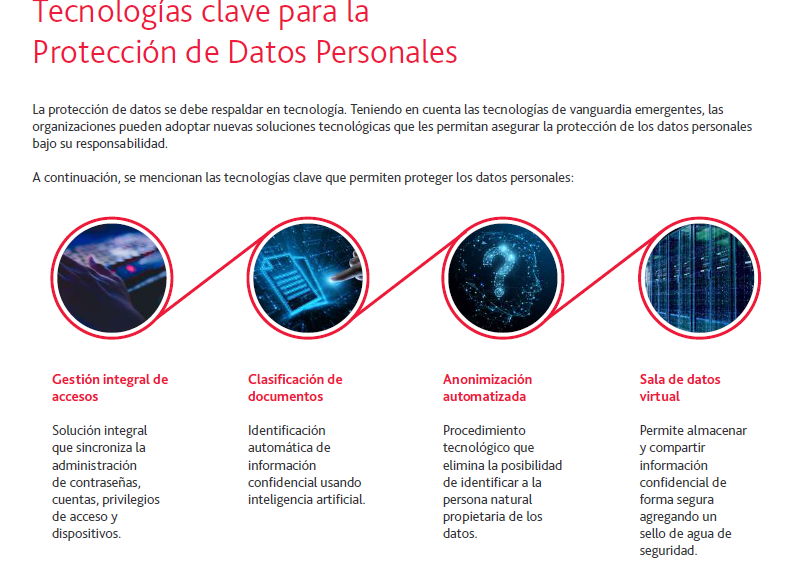 Tecnologías clave para la
Protección de Datos Personales
La protección de datos se debe respaldar en tecnología. Teniendo en cuenta las tecnologías de vanguardia emergentes, las
organizaciones pueden adoptar nuevas soluciones tecnológicas que les permitan asegurar la protección de los datos personales
bajo su responsabilidad.
A continuación, se mencionan las tecnologías clave que permiten proteger los datos personales:
Gestión integral de
accesos
Solución integral
que sincroniza la
administración
de contraseñas,
cuentas, privilegios
de acceso y
dispositivos.
Clasificación de
documentos
Identificación
automática de
información
confidencial usando
inteligencia artificial.
Anonimización
automatizada
Procedimiento
tecnológico que
elimina la posibilidad
de identificar a la
persona natural
propietaria de los
datos.
Sala de datos
virtual
Permite almacenar
y compartir
información
confidencial de
forma segura
agregando un
sello de agua de
seguridad.